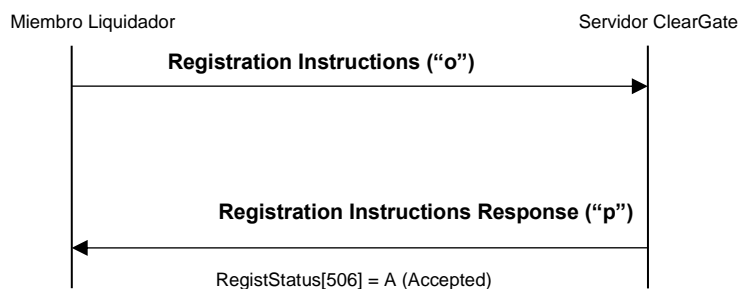 Miembro Liquidador
Servidor ClearGate
Registration Instructions (“o”)
Registration Instructions Response (“p”)
RegistStatus[506] = A (Accepted)